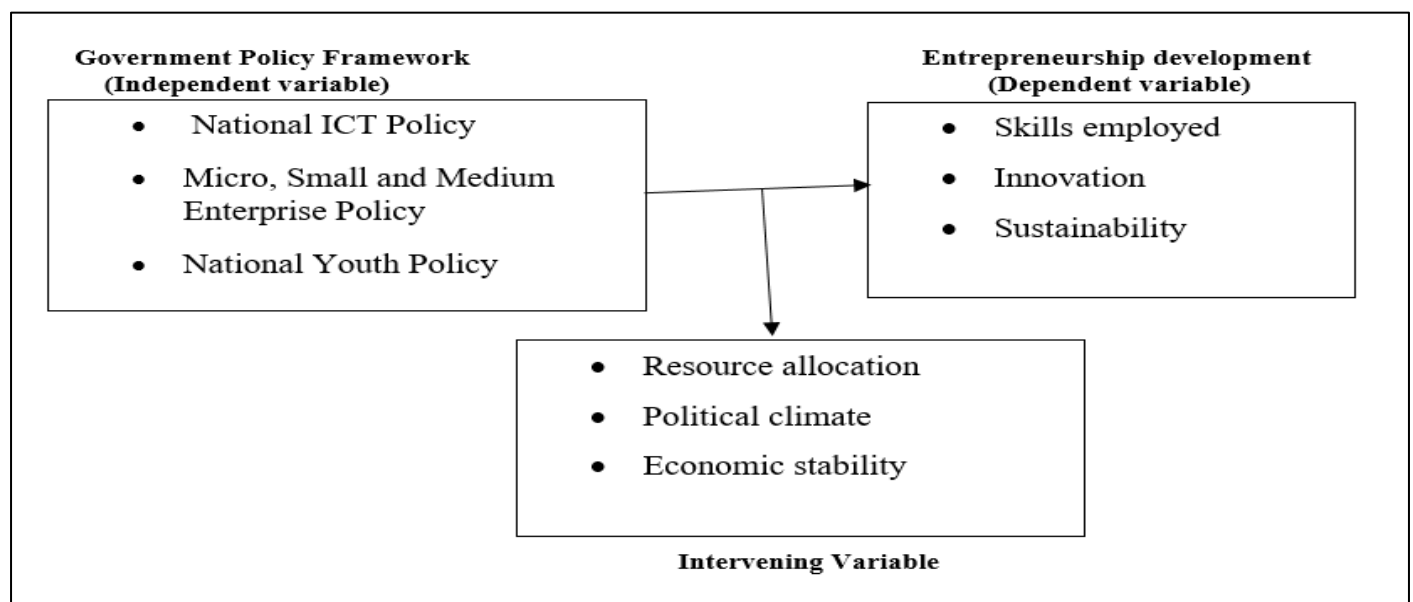 Government Policy Framework
(Independent variable)
• National ICT Policy
• Micro, Small and Medium
Enterprise Policy
• National Youth Policy
Entrepreneurship development
(Dependent variable)
• Skills employed
• Innovation
• Sustainability
• Resource allocation
• Political climate
• Economic stability
Intervening Variable